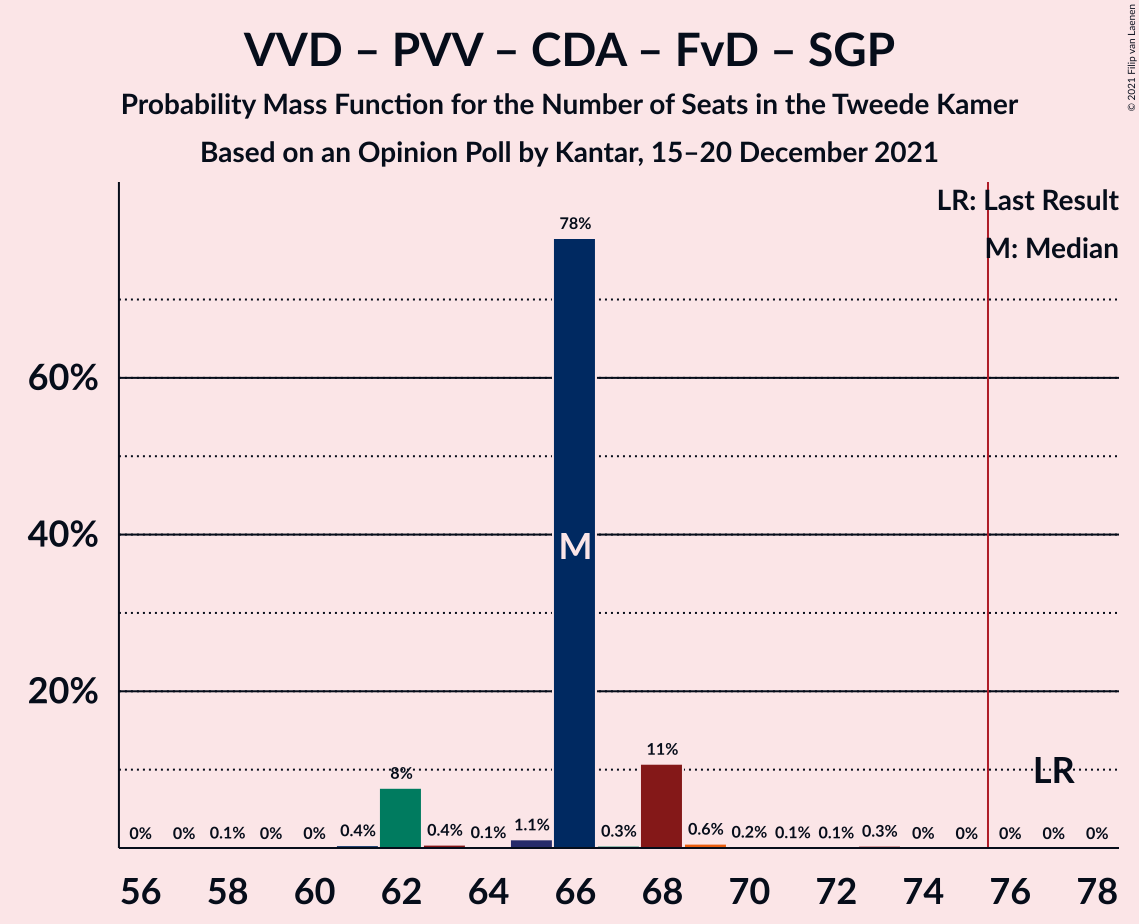 VVD – PVV – CDA – FvD – SGP
Probability Mass Function for the Number of Seats in the Tweede Kamer
Based on an Opinion Poll by Kantar, 15–20 December 2021
© 2021 Filip van Laenen
LR: Last Result
M: Median
78%
60%
40%
M
20%
11%
LR
8%
0% 0% 0.1% 0% 0% 0.4% 0.4% 0.1% 1.1% 0.3% 0.6% 0.2% 0.1% 0.1% 0.3% 0% 0% 0% 0% 0%
56 58 60 62 64 66 68 70 72 74 76 78